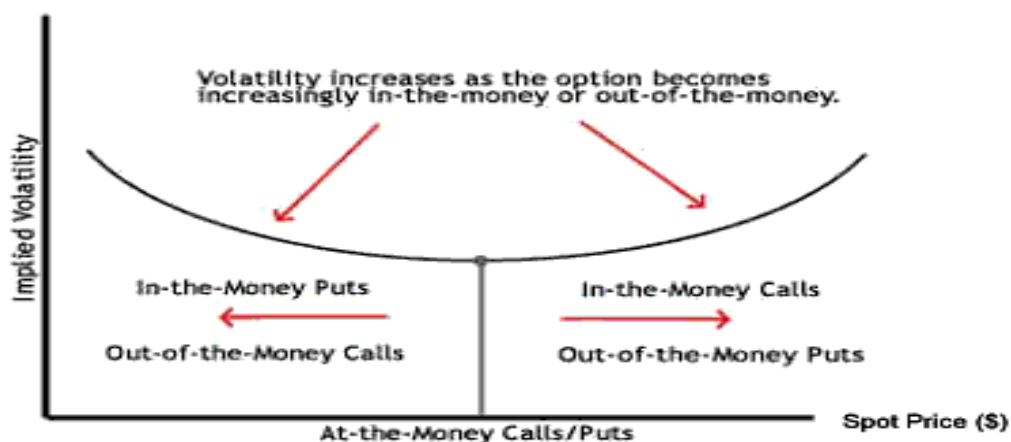 Volatility increases as the option becomes
increasingly in-the-money or out-of-the-money.
Implied Volatility
In-the-Money Puts
In-the-Money Calls
Out-of-the-Money Calls
Out-of-the-Money Puts
At-the-Money Calls/Puts
Spot Price ($)